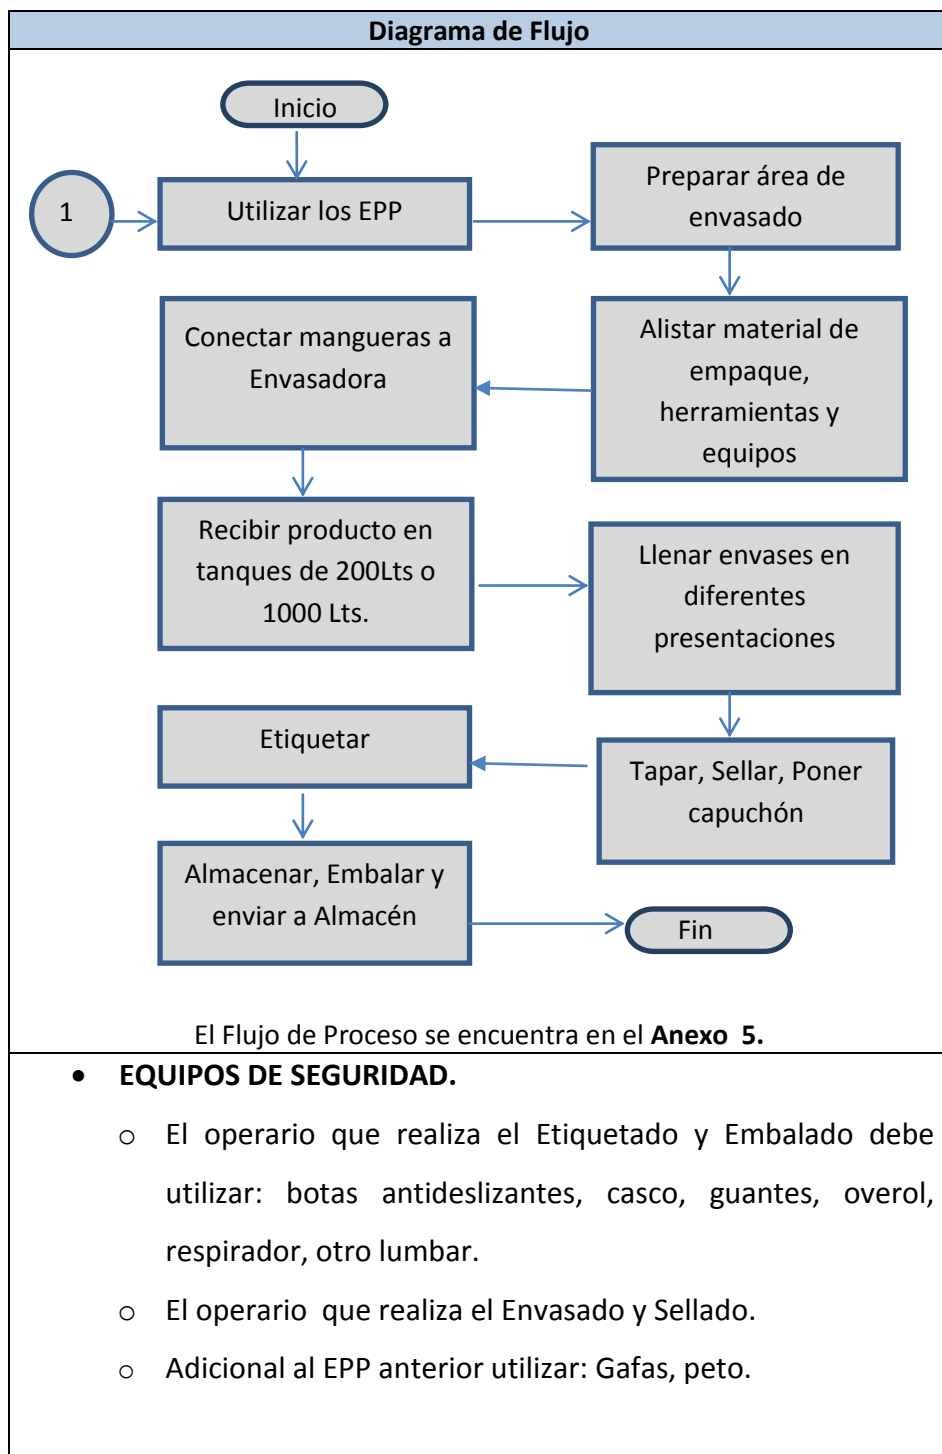 Diagrama de Flujo
Inicio
1
Utilizar los EPP
Preparar área de
envasado
Alistar material de
empaque,
herramientas y
equipos
Conectar mangueras a
Envasadora
Recibir producto en
tanques de 200Lts o
1000 Lts.
Llenar envases en
diferentes
presentaciones
Tapar, Sellar, Poner
capuchón
Etiquetar
Almacenar, Embalar y
enviar a Almacén
Fin
El Flujo de Proceso se encuentra en el Anexo 5.
• EQUIPOS DE SEGURIDAD.
o El operario que realiza el Etiquetado y Embalado debe
utilizar: botas antideslizantes, casco, guantes, overol,
respirador, otro lumbar.
o El operario que realiza el Envasado y Sellado.
o Adicional al EPP anterior utilizar: Gafas, peto.